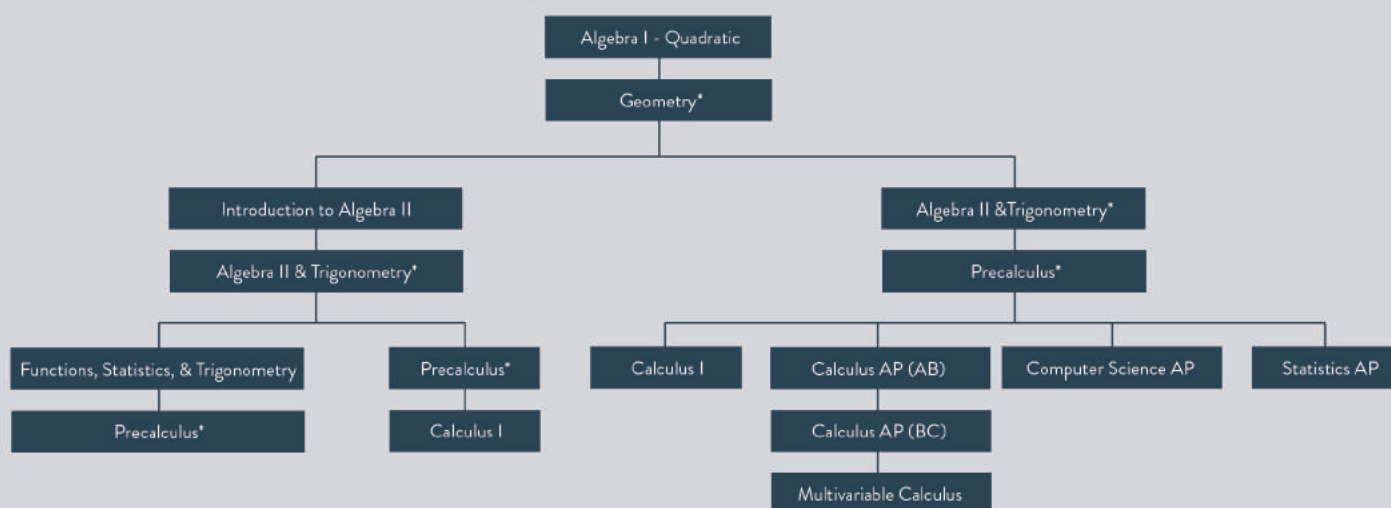 Algebra I - Quadratic
Geometry*
Introduction to Algebra II
Algebra II &Trigonometry*
Algebra II & Trigonometry*
Precalculus*
Functions, Statistics, & Trigonometry
Precalculus*
Calculus I
Calculus AP (AB)
Computer Science AP
Statistics AP
Precalculus*
Calculus I
Calculus AP (BC)
Multivariable Calculus